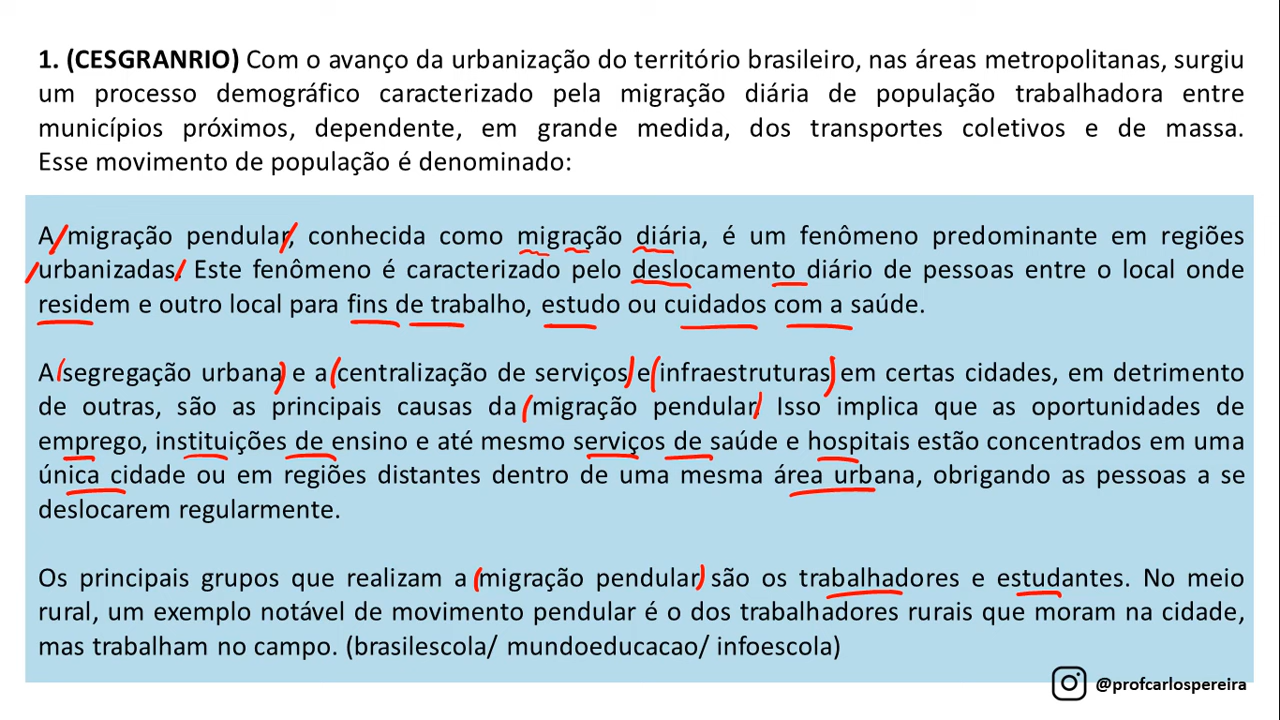 1. (CESGRANRIO) Com o avanço da urbanização do território brasileiro, nas áreas metropolitanas, surgiu
um processo demográfico caracterizado pela migração diária de população trabalhadora entre
municípios próximos, dependente, em grande medida, dos transportes coletivos e de massa.
Esse movimento de população é denominado:
A migração pendular, conhecida como migração diária, é um fenômeno predominante em regiões
urbanizadas. Este fenômeno é caracterizado pelo deslocamento diário de pessoas entre o local onde
residem e outro local para fins de trabalho, estudo ou cuidados com a saúde.
A segregação urbana e a centralização de serviços e infraestruturas em certas cidades, em detrimento
de outras, são as principais causas da migração pendular. Isso implica que as oportunidades de
emprego, instituições de ensino e até mesmo serviços de saúde e hospitais estão concentrados em uma
única cidade ou em regiões distantes dentro de uma mesma área urbana, obrigando as pessoas a se
deslocarem regularmente.
Os principais grupos que realizam a migração pendular são os trabalhadores e estudantes. No meio
rural, um exemplo notável de movimento pendular é o dos trabalhadores rurais que moram na cidade,
mas trabalham no campo. (brasilescola/ mundoeducacao/ infoescola)
@profcarlospereira